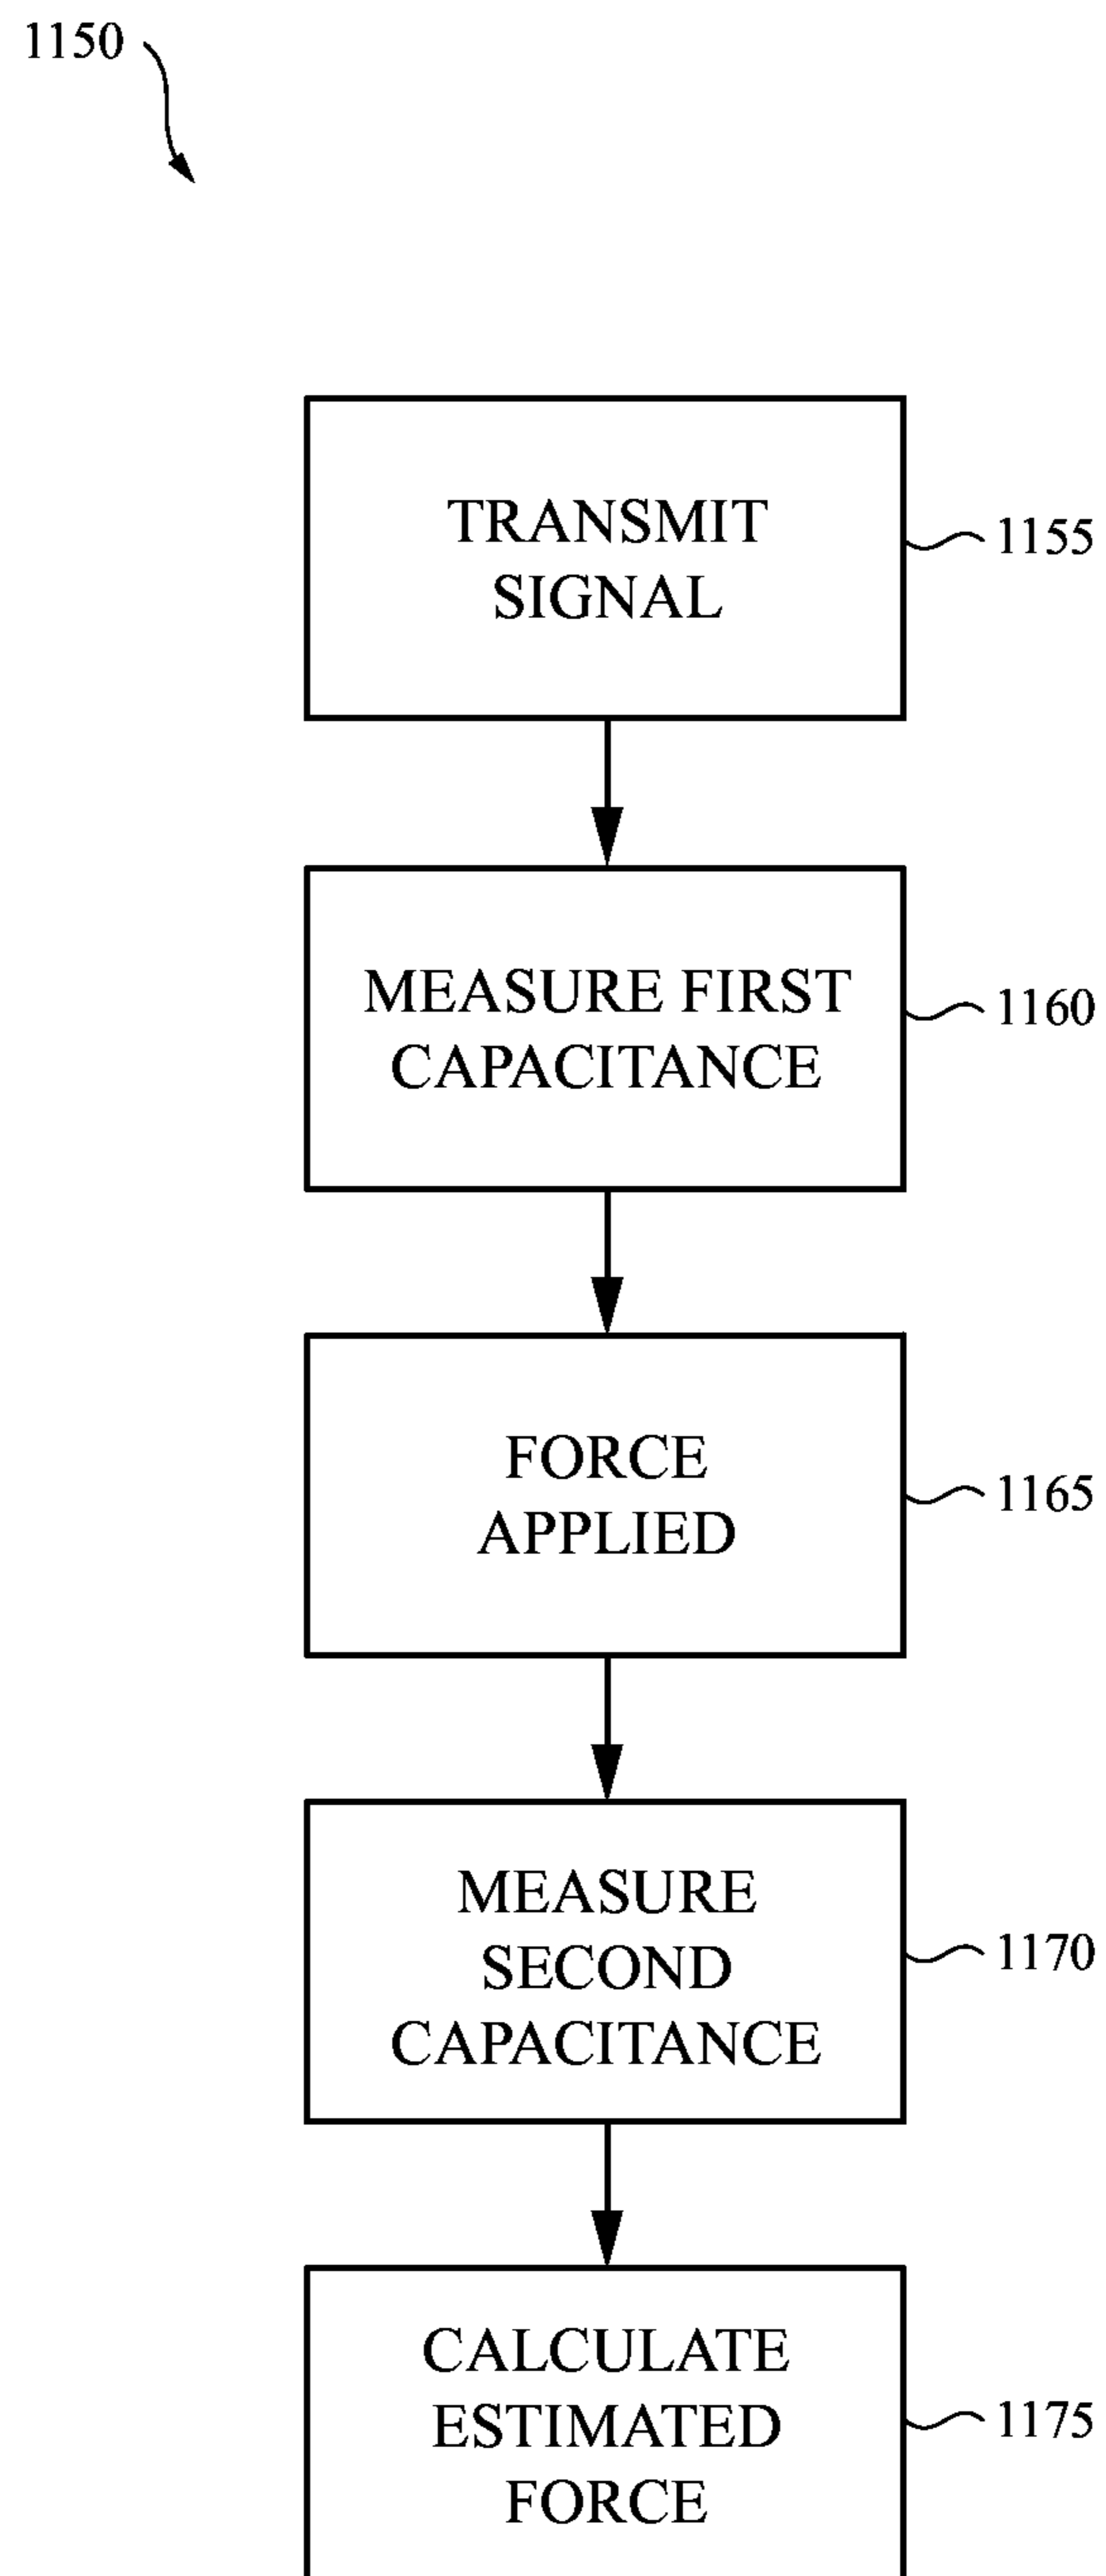 1150
TRANSMIT
SIGNAL
1155
MEASURE FIRST
CAPACITANCE
1160
FORCE
APPLIED
1165
MEASURE
SECOND
CAPACITANCE
1170
CALCULATE
ESTIMATED
FORCE
1175